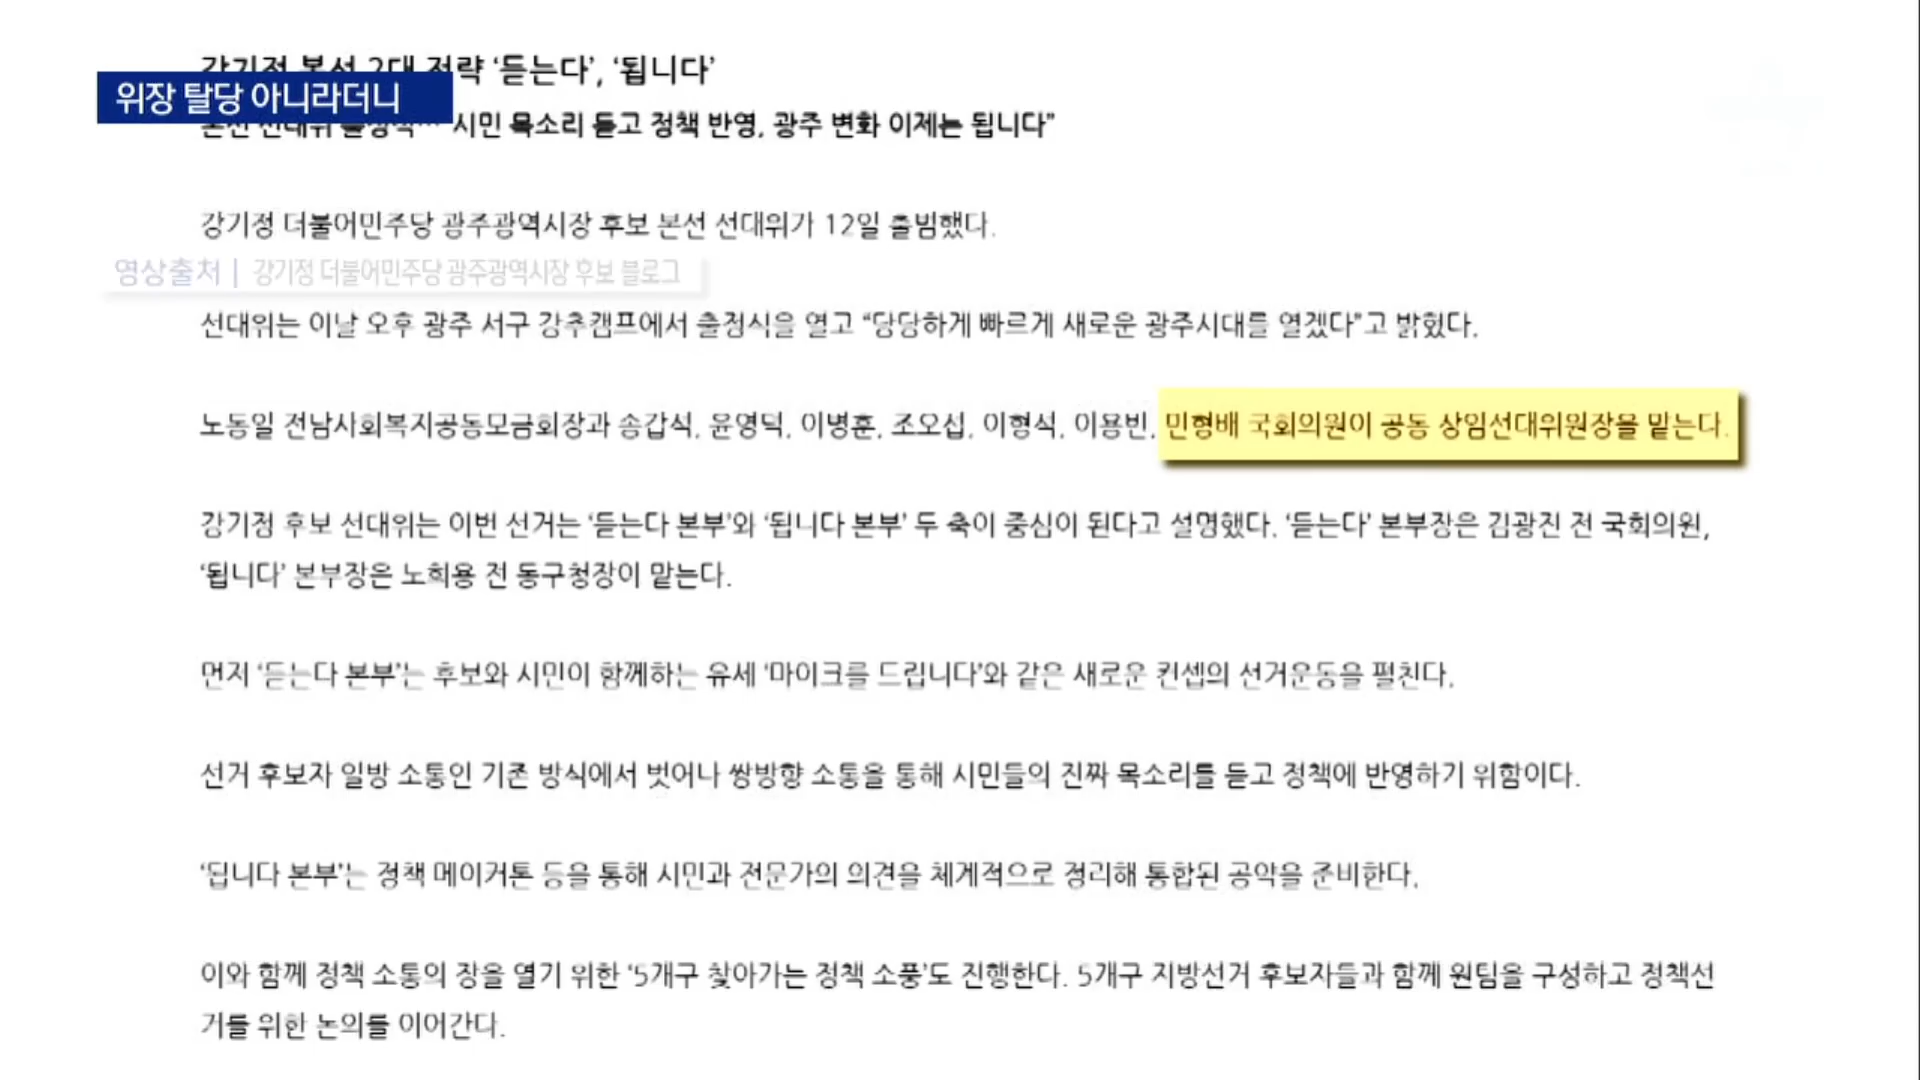 강기정 본선 2대 전략 ‘듣는다’, ‘됩니다’
위장 탈당 아니라더니
시민 목소리 듣고 정책 반영, 광주 변화 이제는 됩니다”
강기정 더불어민주당 광주광역시장 후보 본선 선대위가 12일 출범했다.
영상출처 | 강기정 더불어민주당 광주광역시장 후보 블로그
선대위는 이날 오후 광주 서구 강추캠프에서 출정식을 열고 “당당하게 빠르게 새로운 광주시대를 열겠다”고 밝혔다.
노동일 전남사회복지공동모금회장과 송갑석, 윤영덕, 이병훈, 조오섭, 이형석, 이용빈, 민형배 국회의원이 공동 상임선대위원장을 맡는다.
강기정 후보 선대위는 이번 선거는 ‘듣는다 본부’와 ‘됩니다 본부’ 두 축이 중심이 된다고 설명했다. ‘듣는다’ 본부장은 김광진 전 국회의원,
‘됩니다’ 본부장은 노희용 전 동구청장이 맡는다.
먼저 ‘듣는다 본부’는 후보와 시민이 함께하는 유세 ‘마이크를 드립니다’와 같은 새로운 컨셉의 선거운동을 펼친다.
선거 후보자 일방 소통인 기존 방식에서 벗어나 쌍방향 소통을 통해 시민들의 진짜 목소리를 듣고 정책에 반영하기 위함이다.
‘됩니다 본부’는 정책 메이커톤 등을 통해 시민과 전문가의 의견을 체계적으로 정리해 통합된 공약을 준비한다.
이와 함께 정책 소통의 장을 열기 위한 ‘5개구 찾아가는 정책 소풍’도 진행한다. 5개구 지방선거 후보자들과 함께 원팀을 구성하고 정책선
거를 위한 논의를 이어간다.